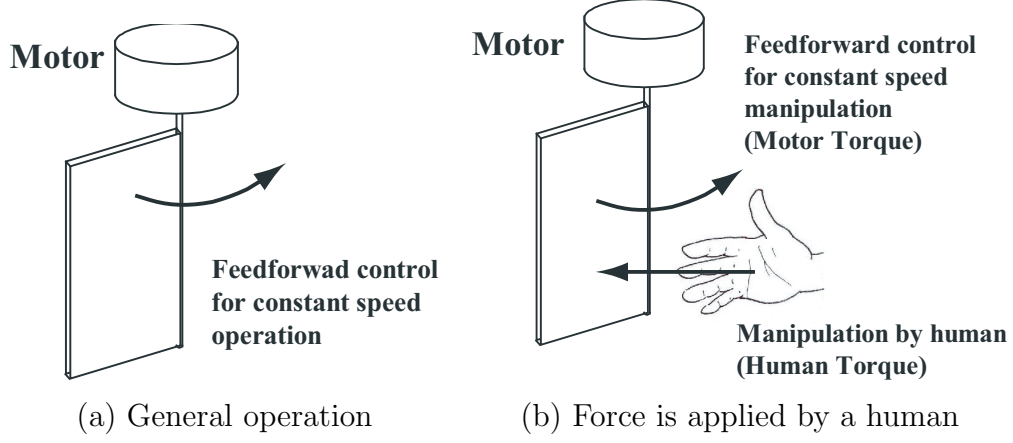 Motor
Feedforwad control
for constant speed
operation
(a) General operation
Motor
Feedforward control
for constant speed
manipulation
(Motor Torque)
Manipulation by human
(Human Torque)
(b) Force is applied by a human